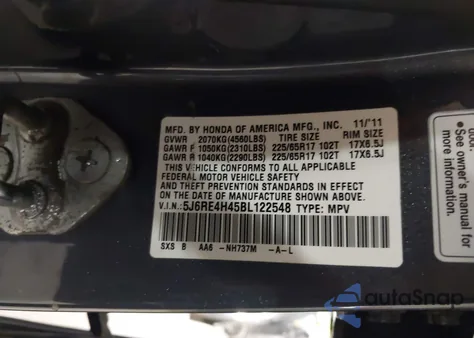 MFD. BY HONDA OF AMERICA MFG., INC. 11/'11
GVWR 2070KG(4560LBS) TIRE SIZE RIM SIZE
GAWR F 1050KG(2310LBS) 225/65R17 102T 17X6.5J
GAWR R 1040KG(2290LBS) 225/65R17 102T 17X6.5J
THIS VEHICLE CONFORMS TO ALL APPLICABLE
FEDERAL MOTOR VEHICLE SAFETY
AND THEFT PREVENTION STANDARDS IN EFFECT
ON THE DATE OF MANUFACTURE SHOWN ABOVE.
V.I.N.: 5J6RE4H45BL122548 TYPE: MPV
SXS B AA6 -NH737M -A-L
• See owner's manual for
more information.
autoSnap